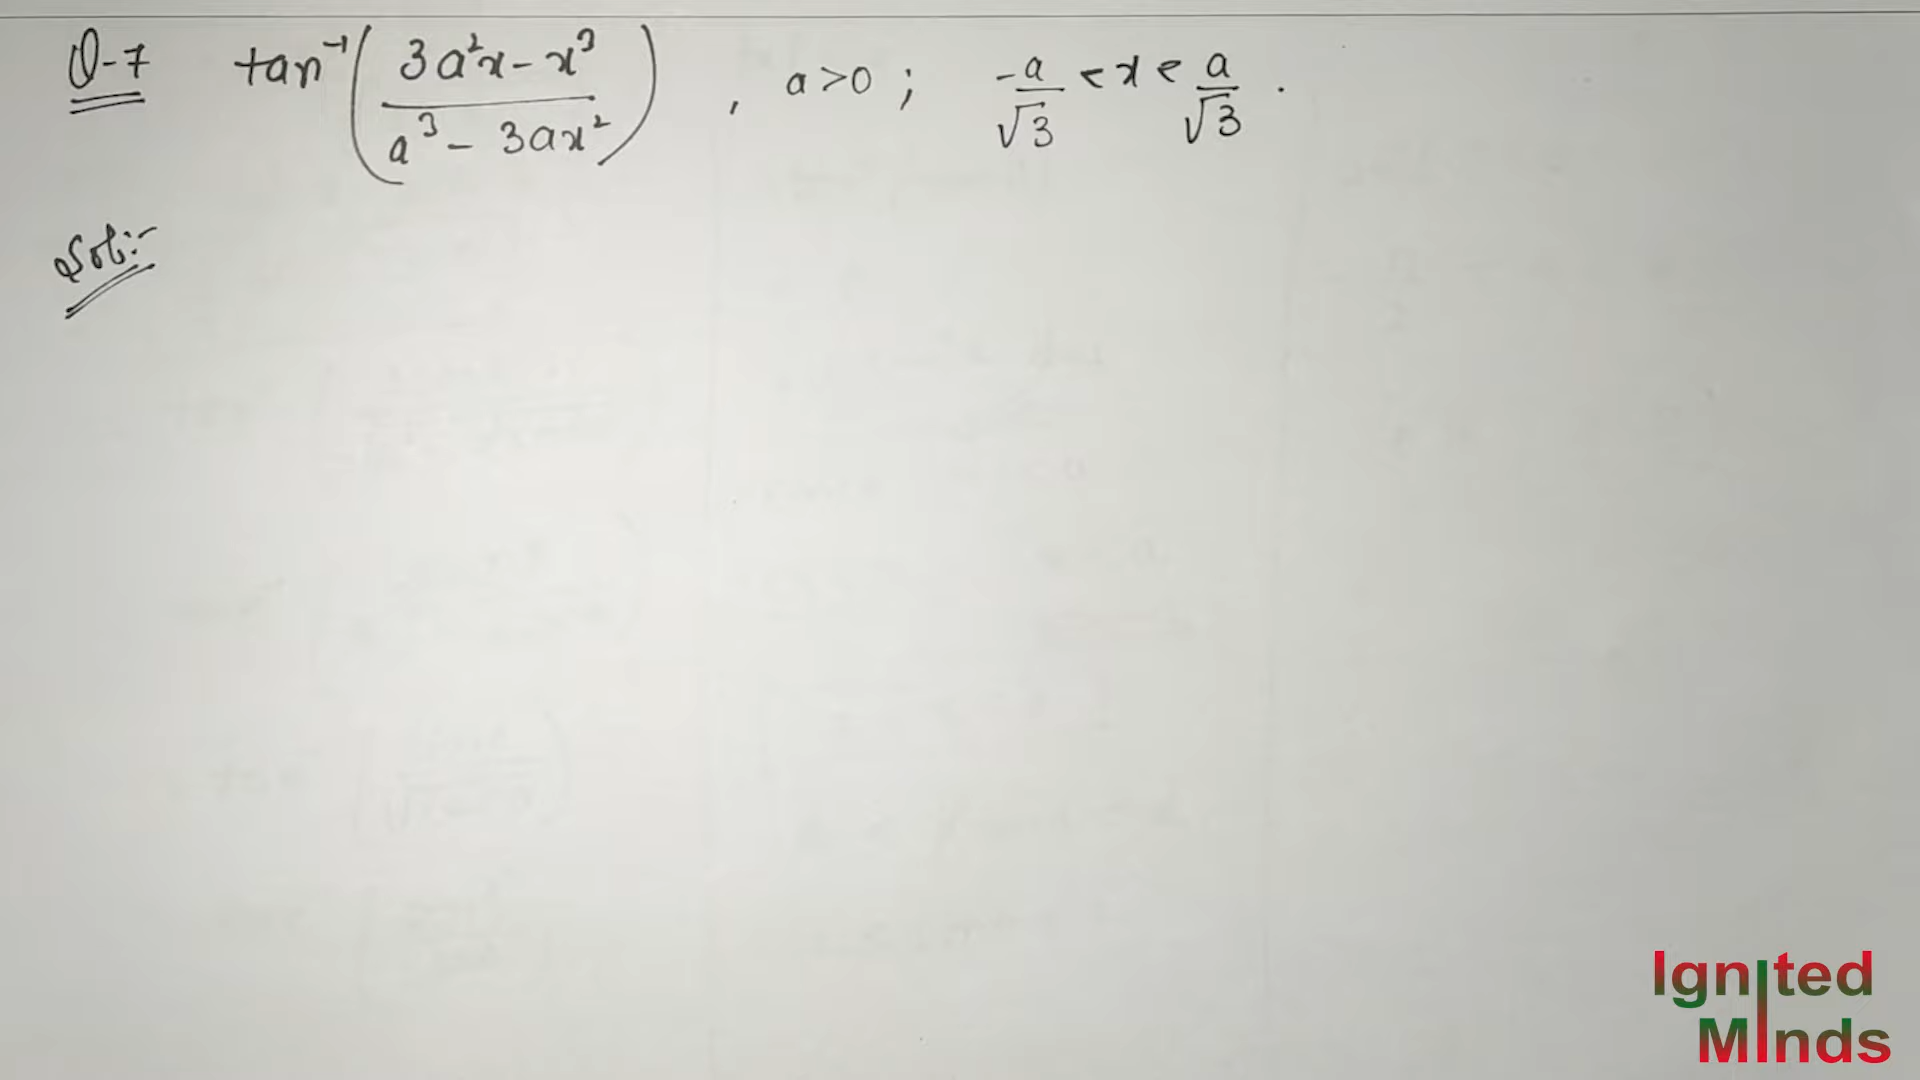 Q-7 tan⁻¹(3a²x - x³ / a³ - 3ax²), a>0; -a/√3 < x < a/√3.
Sol:-
Ignited
Minds